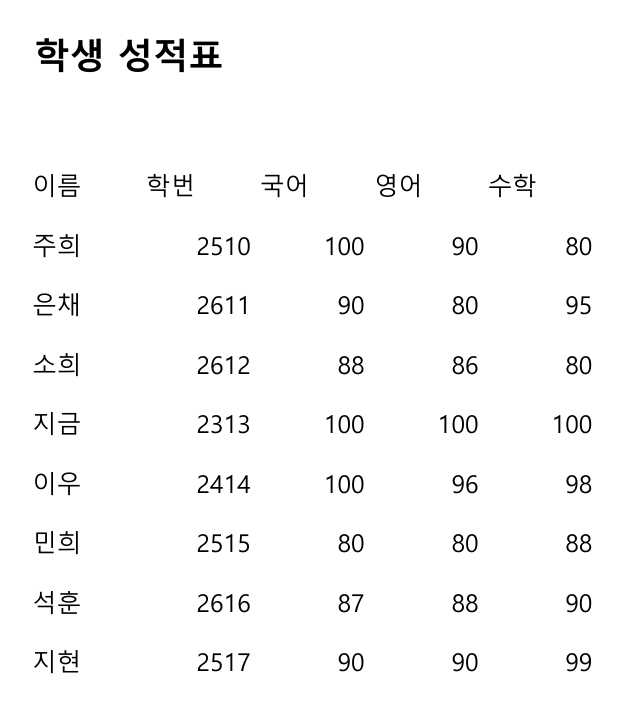 학생 성적표
이름 학번 국어 영어 수학
주희 2510 100 90 80
은채 2611 90 80 95
소희 2612 88 86 80
지금 2313 100 100 100
이우 2414 100 96 98
민희 2515 80 80 88
석훈 2616 87 88 90
지현 2517 90 90 99